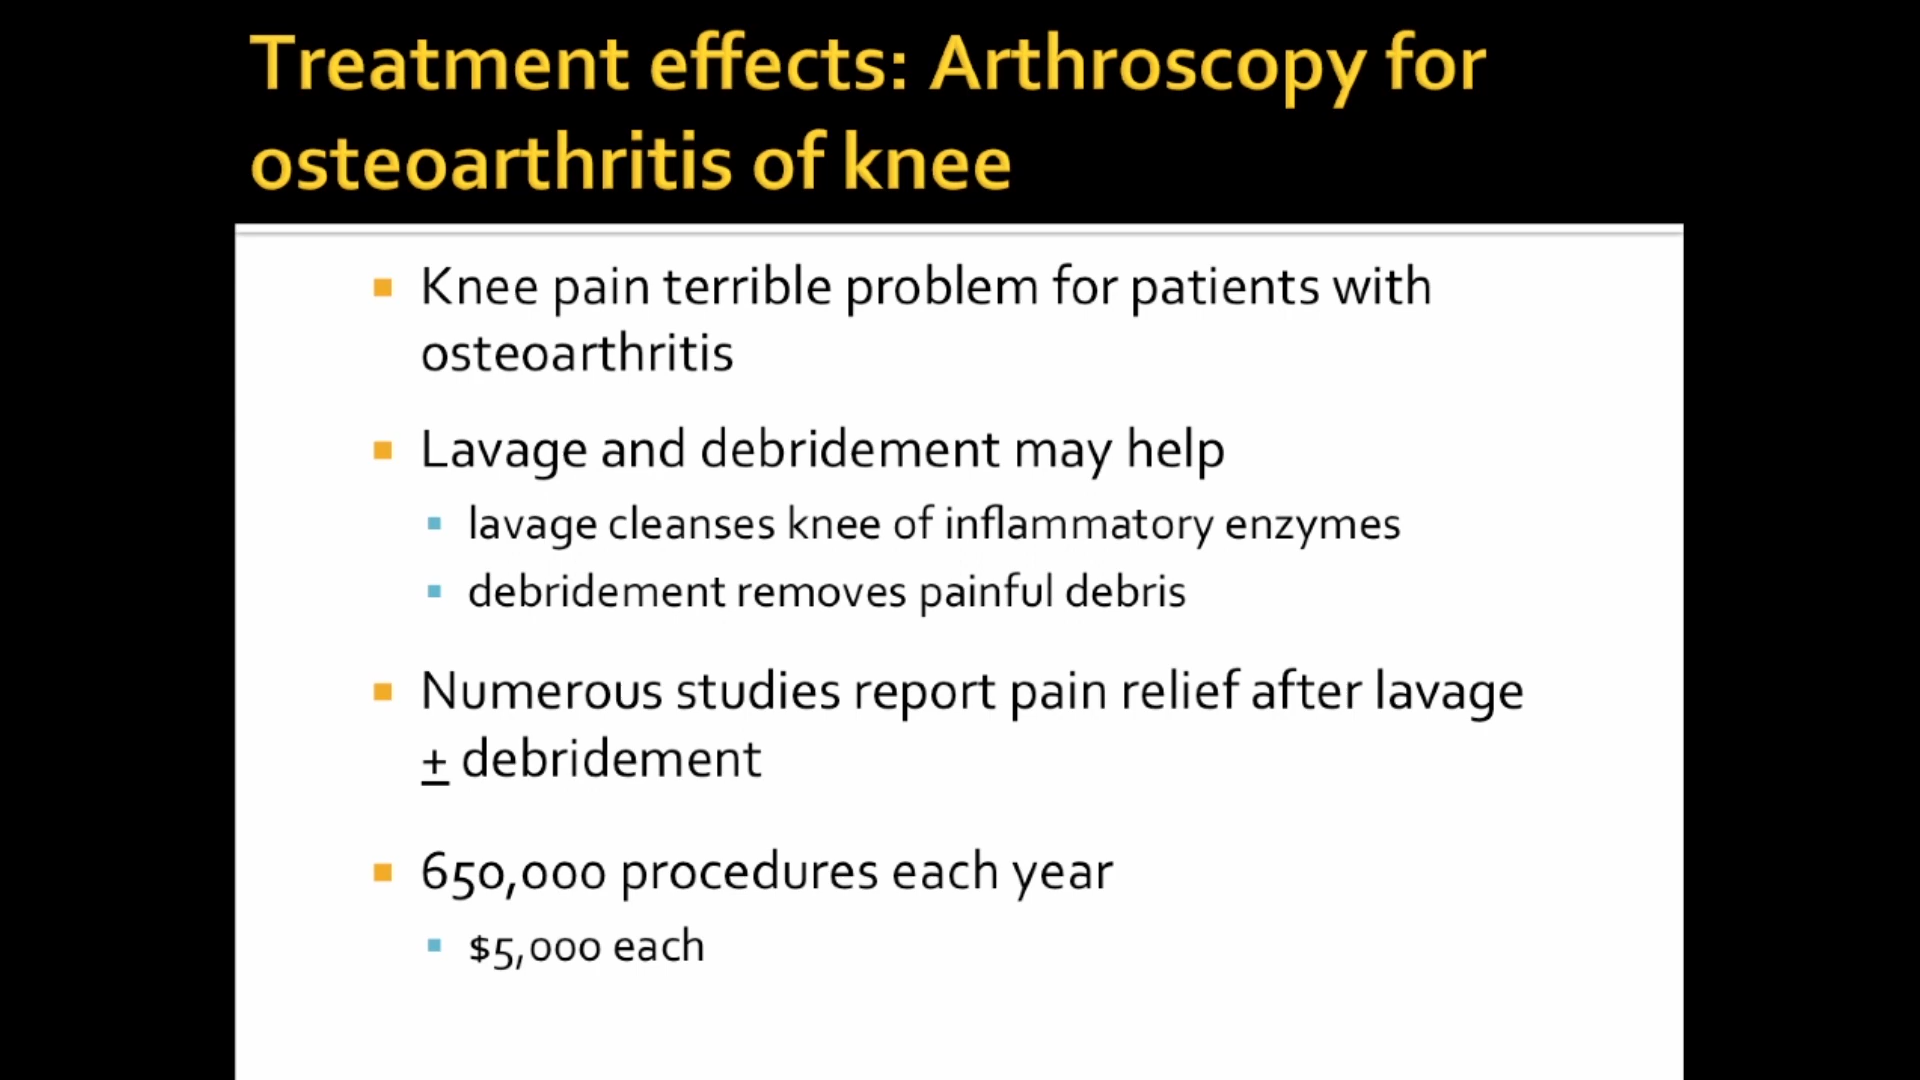 Treatment effects: Arthroscopy for
osteoarthritis of knee
Knee pain terrible problem for patients with
osteoarthritis
Lavage and debridement may help
lavage cleanses knee of inflammatory enzymes
debridement removes painful debris
Numerous studies report pain relief after lavage
± debridement
650,000 procedures each year
$5,000 each